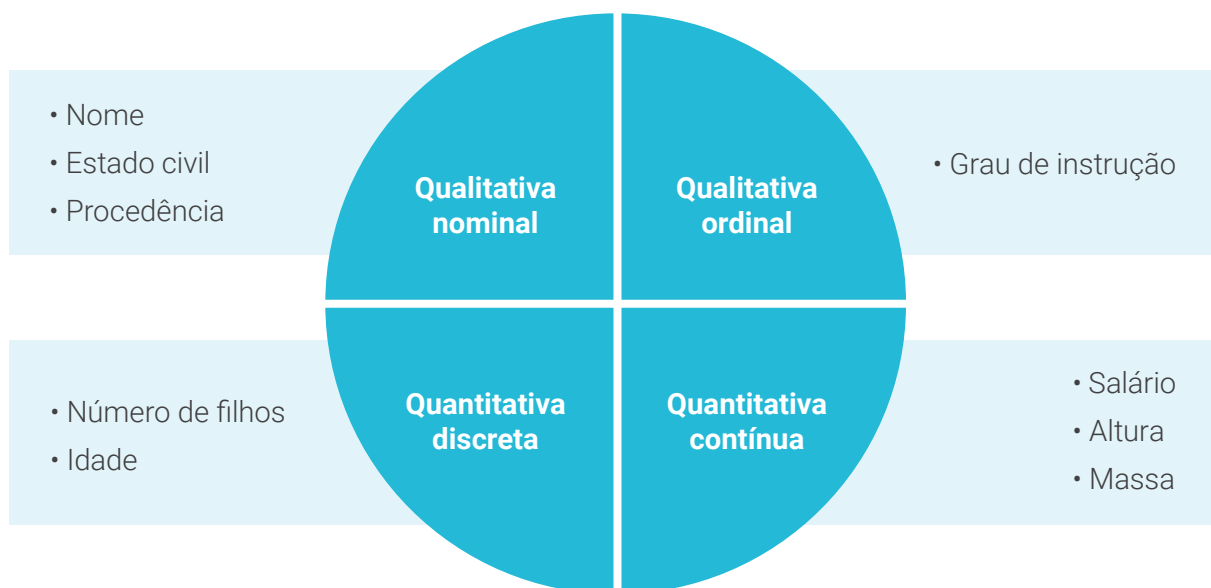 • Nome
• Estado civil
• Procedência
Qualitativa
nominal
Qualitativa
ordinal
• Grau de instrução
• Número de filhos
• Idade
Quantitativa
discreta
Quantitativa
contínua
• Salário
• Altura
• Massa